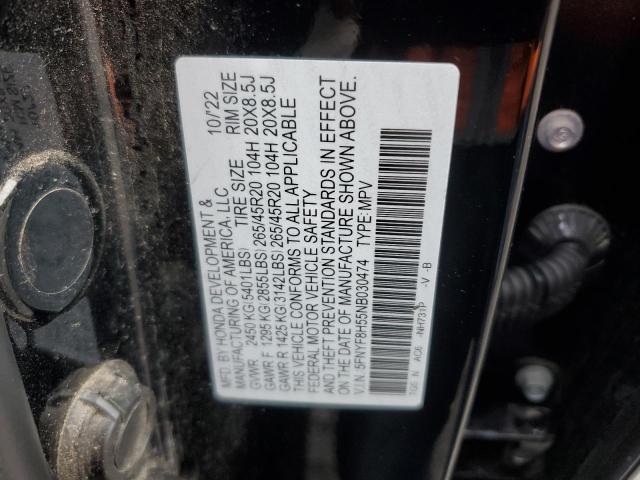 MFD. BY HONDA DEVELOPMENT & 10/22
MANUFACTURING OF AMERICA, LLC
TIRE SIZE RIM SIZE
GVWR 2450 KG(5401LBS)
GAWR F 1295 KG(2855LBS) 265/45R20 104H 20X8.5J
GAWR R 1425 KG(3142LBS) 265/45R20 104H 20X8.5J
THIS VEHICLE CONFORMS TO ALL APPLICABLE
FEDERAL MOTOR VEHICLE SAFETY
AND THEFT PREVENTION STANDARDS IN EFFECT
ON THE DATE OF MANUFACTURE SHOWN ABOVE.
V.I.N. 5FNYF8H55NB030474 TYPE:MPV
TG8 N AC6 -NH731P -V -B